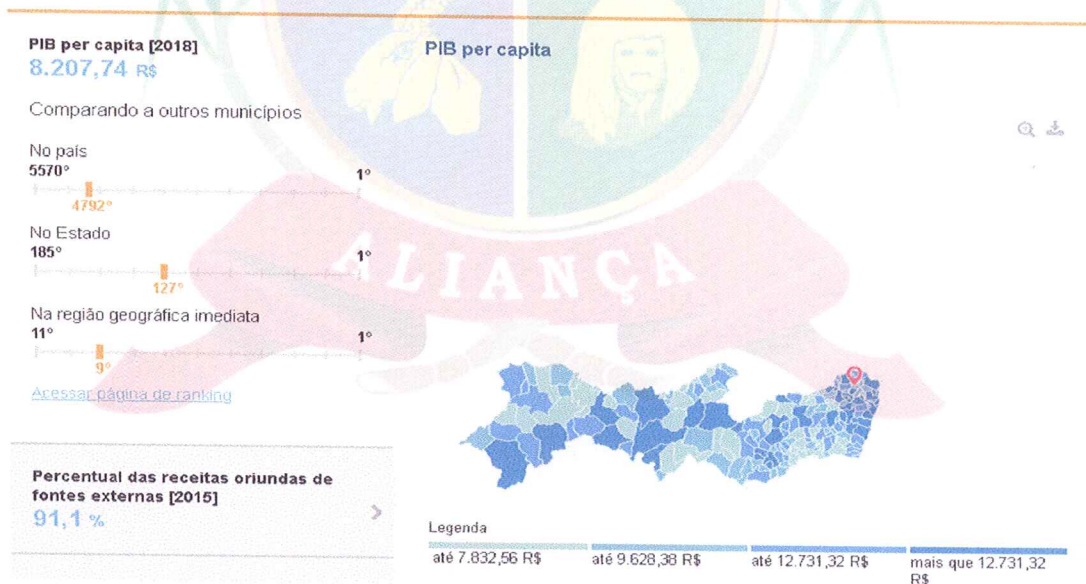 PIB per capita [2018]
8.207,74 R$
Comparando a outros municípios
No país
5570° 1°
4792°
No Estado
185° 1°
127°
Na região geográfica imediata
11° 1°
9°
Acessar página de ranking
Percentual das receitas oriundas de
fontes externas [2015]
91,1 %
PIB per capita
ALIANÇA
Legenda
até 7.832,56 R$
até 9.628,38 R$
até 12.731,32 R$
mais que 12.731,32
R$